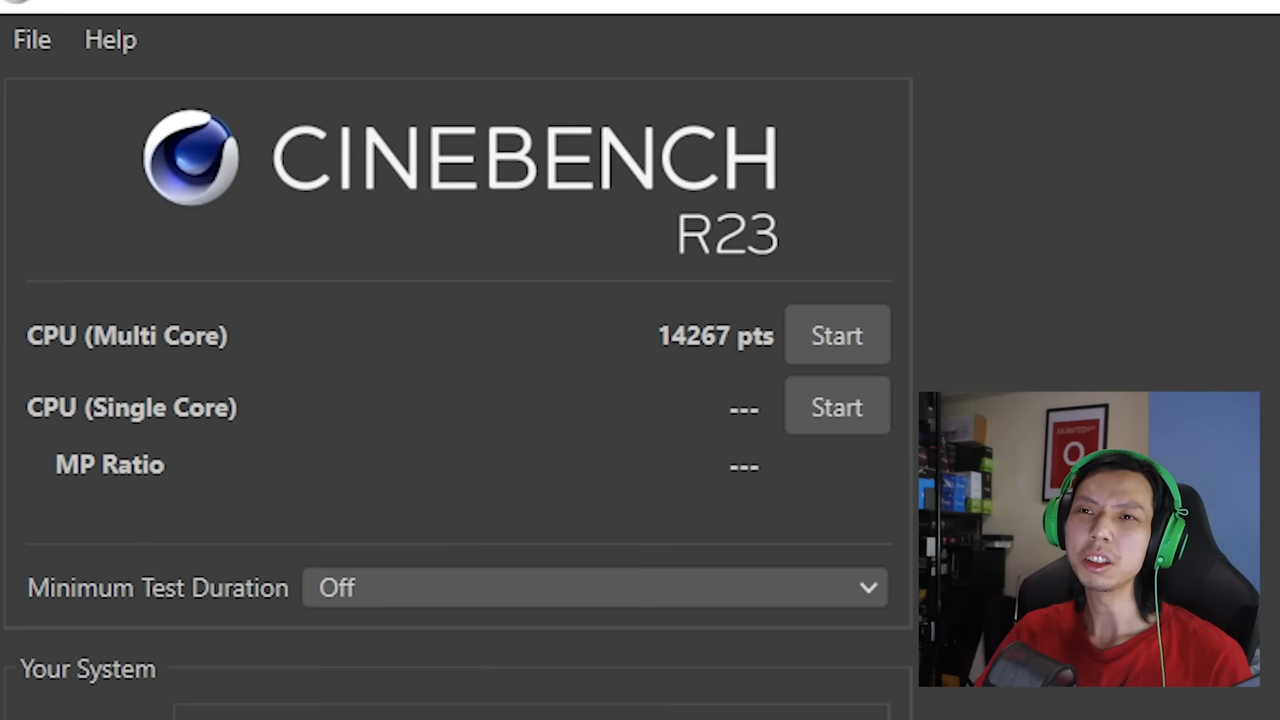 File Help
CINEBENCH
R23
CPU (Multi Core) 14267 pts Start
CPU (Single Core) --- Start
MP Ratio ---
Minimum Test Duration Off
Your System